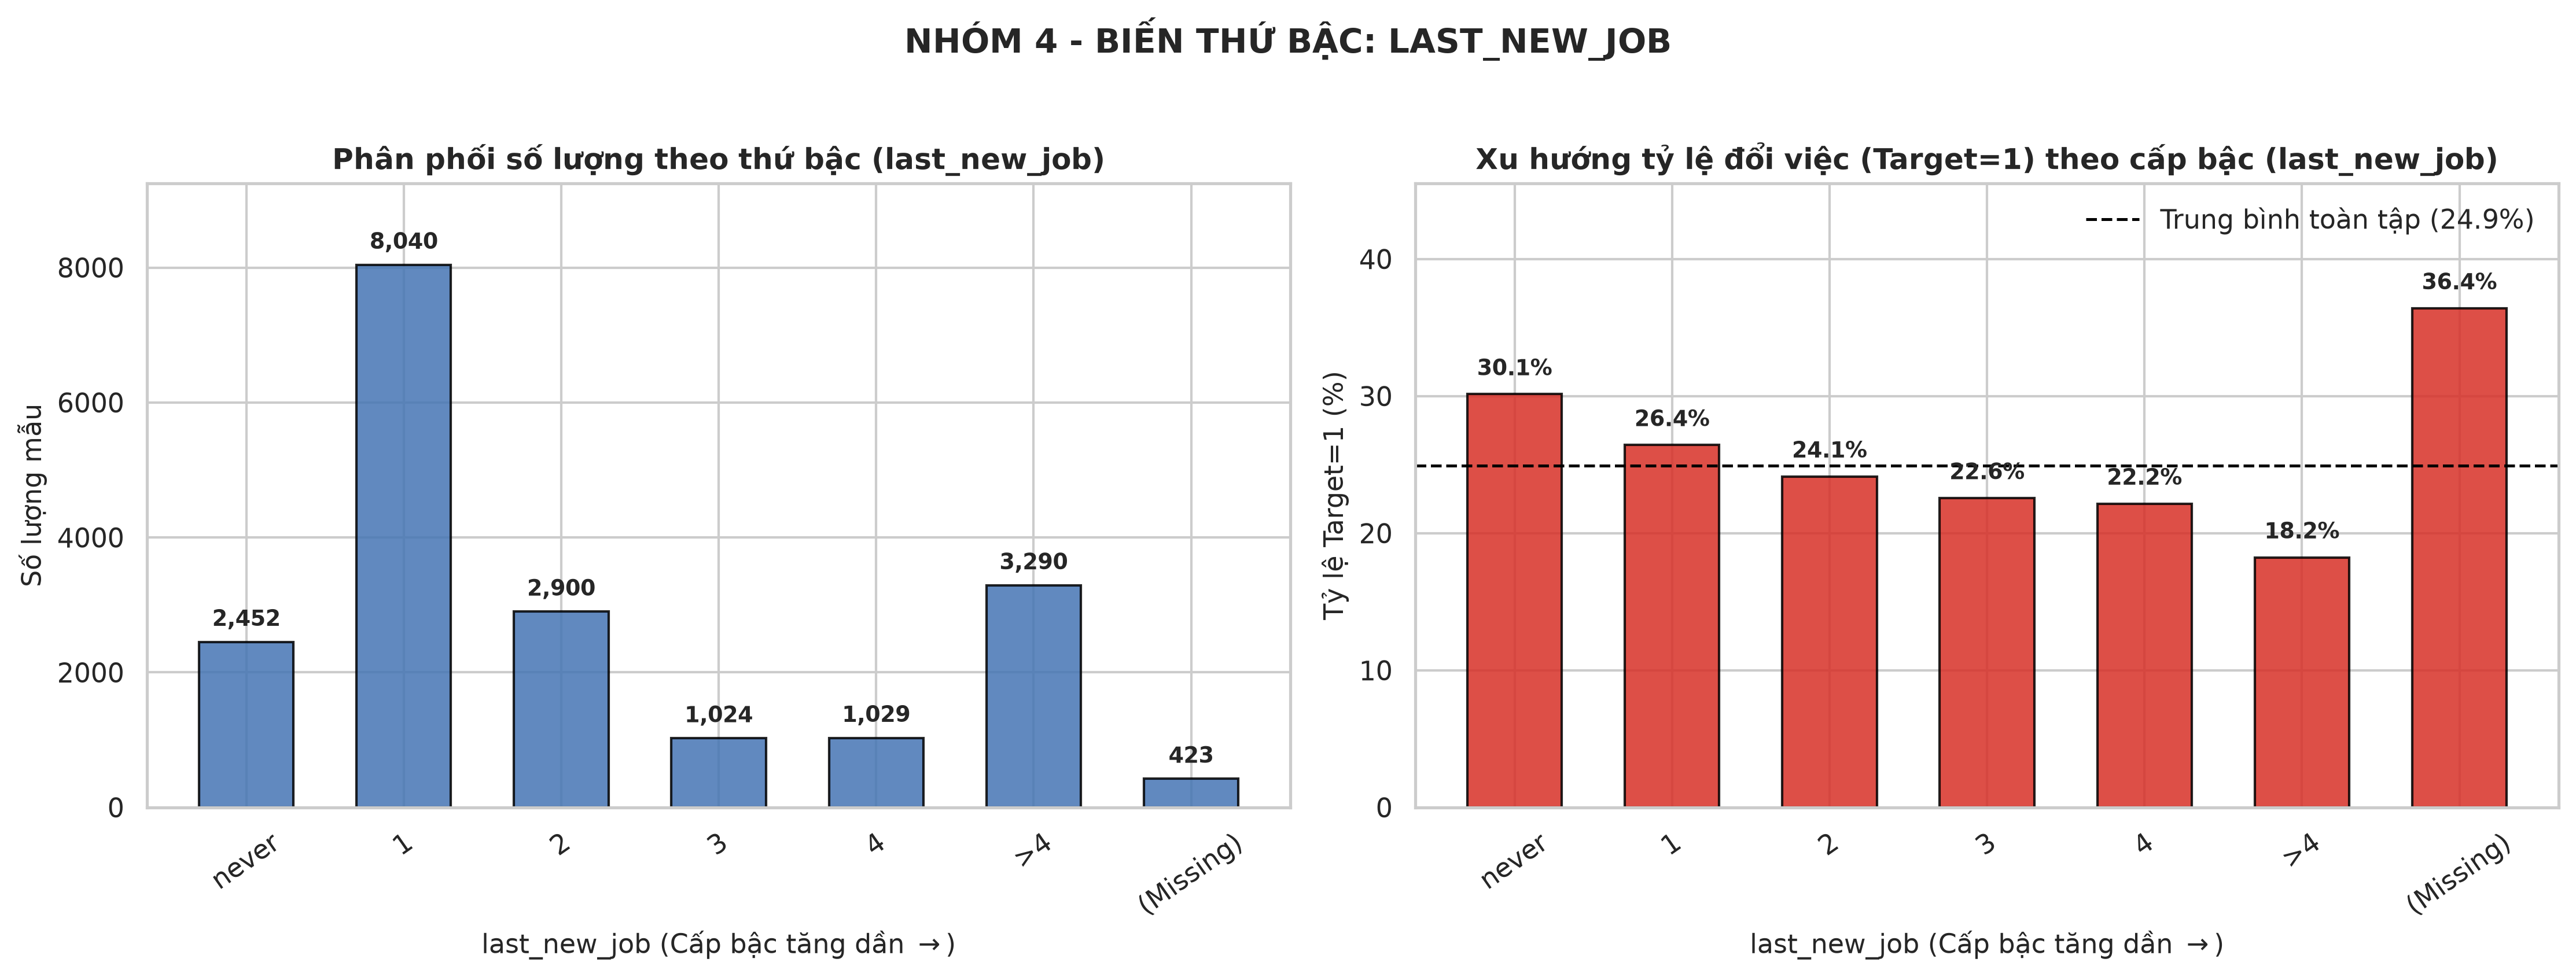 NHÓM 4 - BIẾN THỨ BẬC: LAST_NEW_JOB
Phân phối số lượng theo thứ bậc (last_new_job)
Số lượng mẫu
8000
6000
4000
2000
0
2,452
8,040
2,900
1,024
1,029
3,290
423
never
1
2
3
4
>4
(Missing)
last_new_job (Cấp bậc tăng dần →)
Xu hướng tỷ lệ đổi việc (Target=1) theo cấp bậc (last_new_job)
Trung bình toàn tập (24.9%)
Tỷ lệ Target=1 (%)
40
30
20
10
0
30.1%
26.4%
24.1%
22.6%
22.2%
18.2%
36.4%
never
1
2
3
4
>4
(Missing)
last_new_job (Cấp bậc tăng dần →)